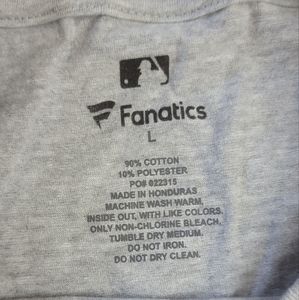 Fanatics
L
90% COTTON
10% POLYESTER
PO# 022315
MADE IN HONDURAS
MACHINE WASH WARM,
INSIDE OUT, WITH LIKE COLORS.
ONLY NON-CHLORINE BLEACH.
TUMBLE DRY MEDIUM.
DO NOT IRON.
DO NOT DRY CLEAN.